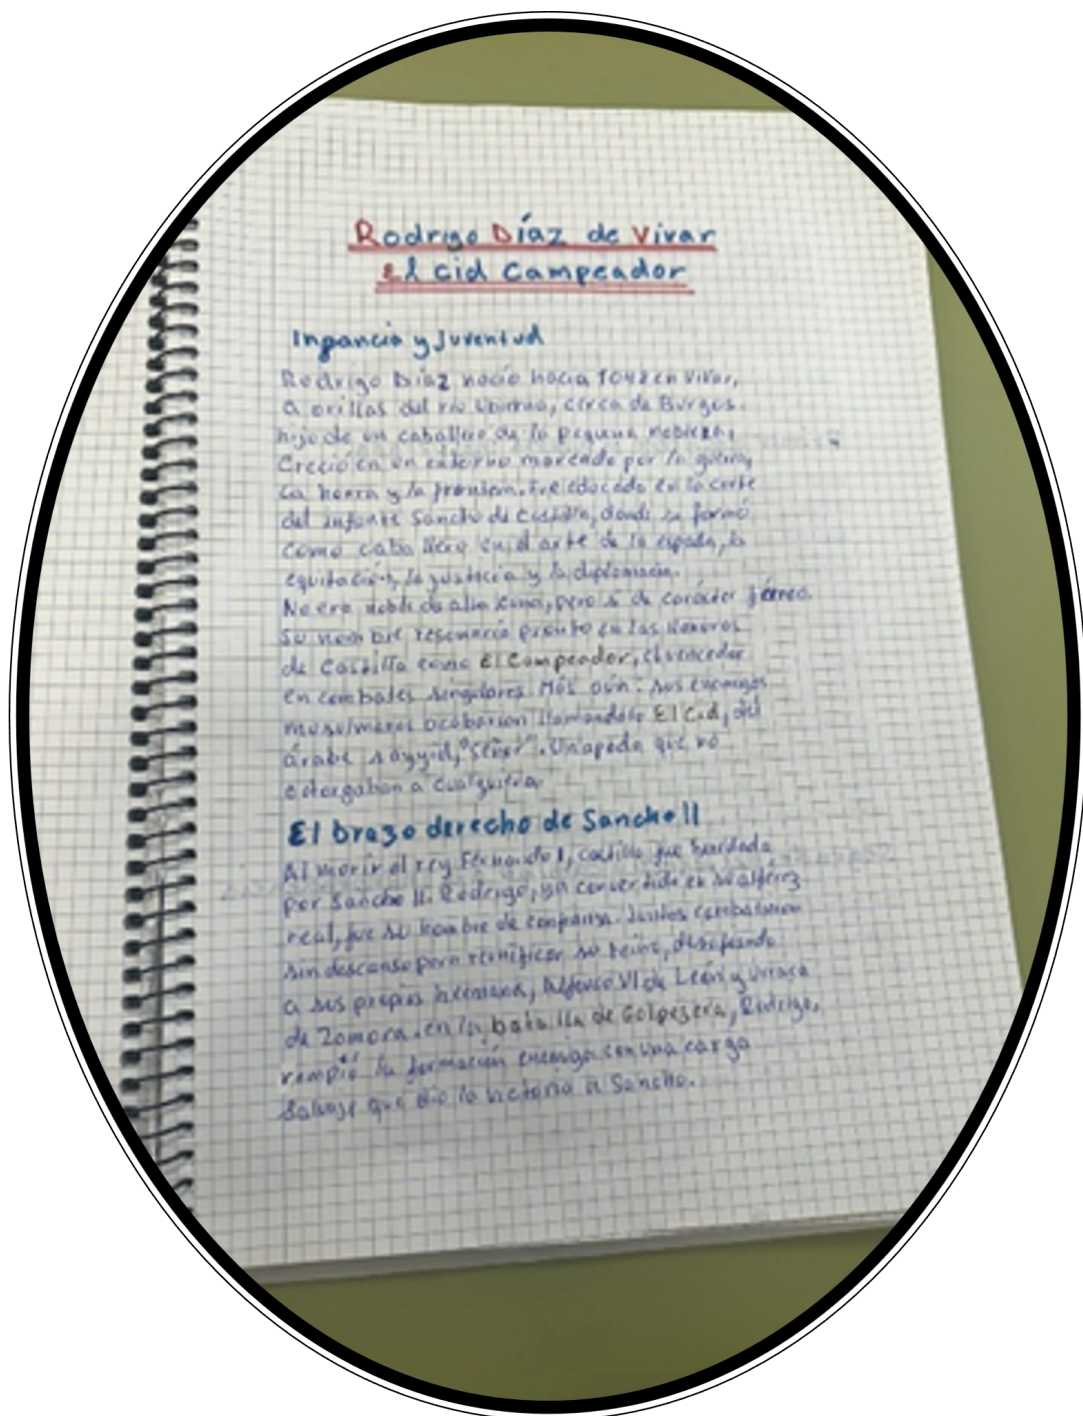 Rodrigo Díaz de Vivar
El Cid Campeador
Infancia y Juventud
Rodrigo Díaz nació hacia 1042 en Vivar,
a orillas del río Ubierna, cerca de Burgos.
hijo de un caballero de la pequeña nobleza,
Creció en un entorno marcado por la guerra,
La honra y la frontera. Fue educado en la corte
del infante Sancho de Castilla, donde se formó
como caballero en el arte de la espada, la
equitación, la justicia y la diplomacia.
No era noble de alta cuna, pero sí de carácter férreo.
Su nombre resonaría pronto en las
de Castilla como El Campeador, el vencedor
en combates singulares. Más aún: sus enemigos
musulmanes acabarían llamándolo El Cid, del
árabe sayyid, "Señor". Un apodo que no
otorgaban a cualquiera.
El brazo derecho de Sancho II
Al morir el rey Fernando I, Castilla fue heredada
por Sancho II. Rodrigo, ya convertido en su alférez
real, fue su hombre de confianza. Juntos combatieron
sin descanso para reunificar su reino, desafiando
a sus propios hermanos, Alfonso VI de León y Urraca
de Zamora. en la batalla de Golpejera, Rodrigo,
rompió la formación enemiga con una carga
Salvaje que dio la victoria a Sancho.